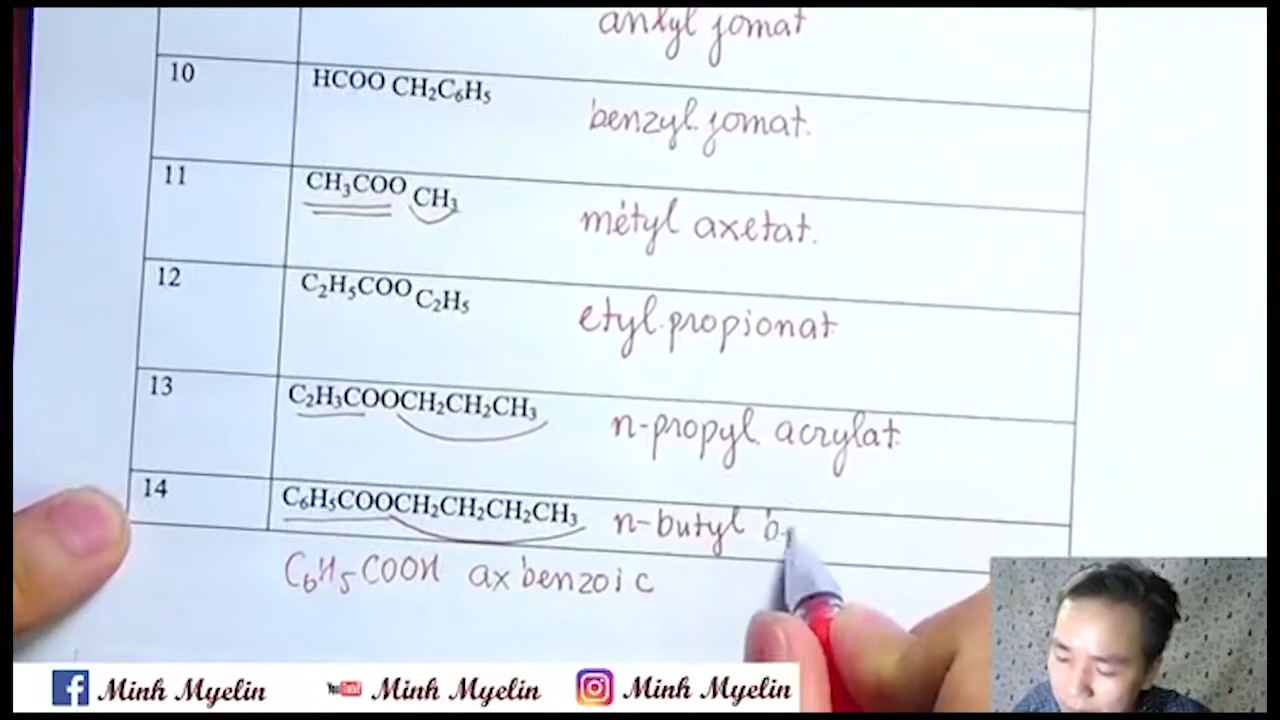 anlyl fomat
10 HCOO CH₂C₆H₅ benzyl fomat.
11 CH₃COO CH₃ metyl axetat.
12 C₂H₅COO C₂H₅ etyl propionat
13 C₂H₃COOCH₂CH₂CH₃ n-propyl acrylat
14 C₆H₅COOCH₂CH₂CH₂CH₃ n-butyl b
C₆H₅COOH ax benzoic
Minh Myelin YouTube Minh Myelin Minh Myelin